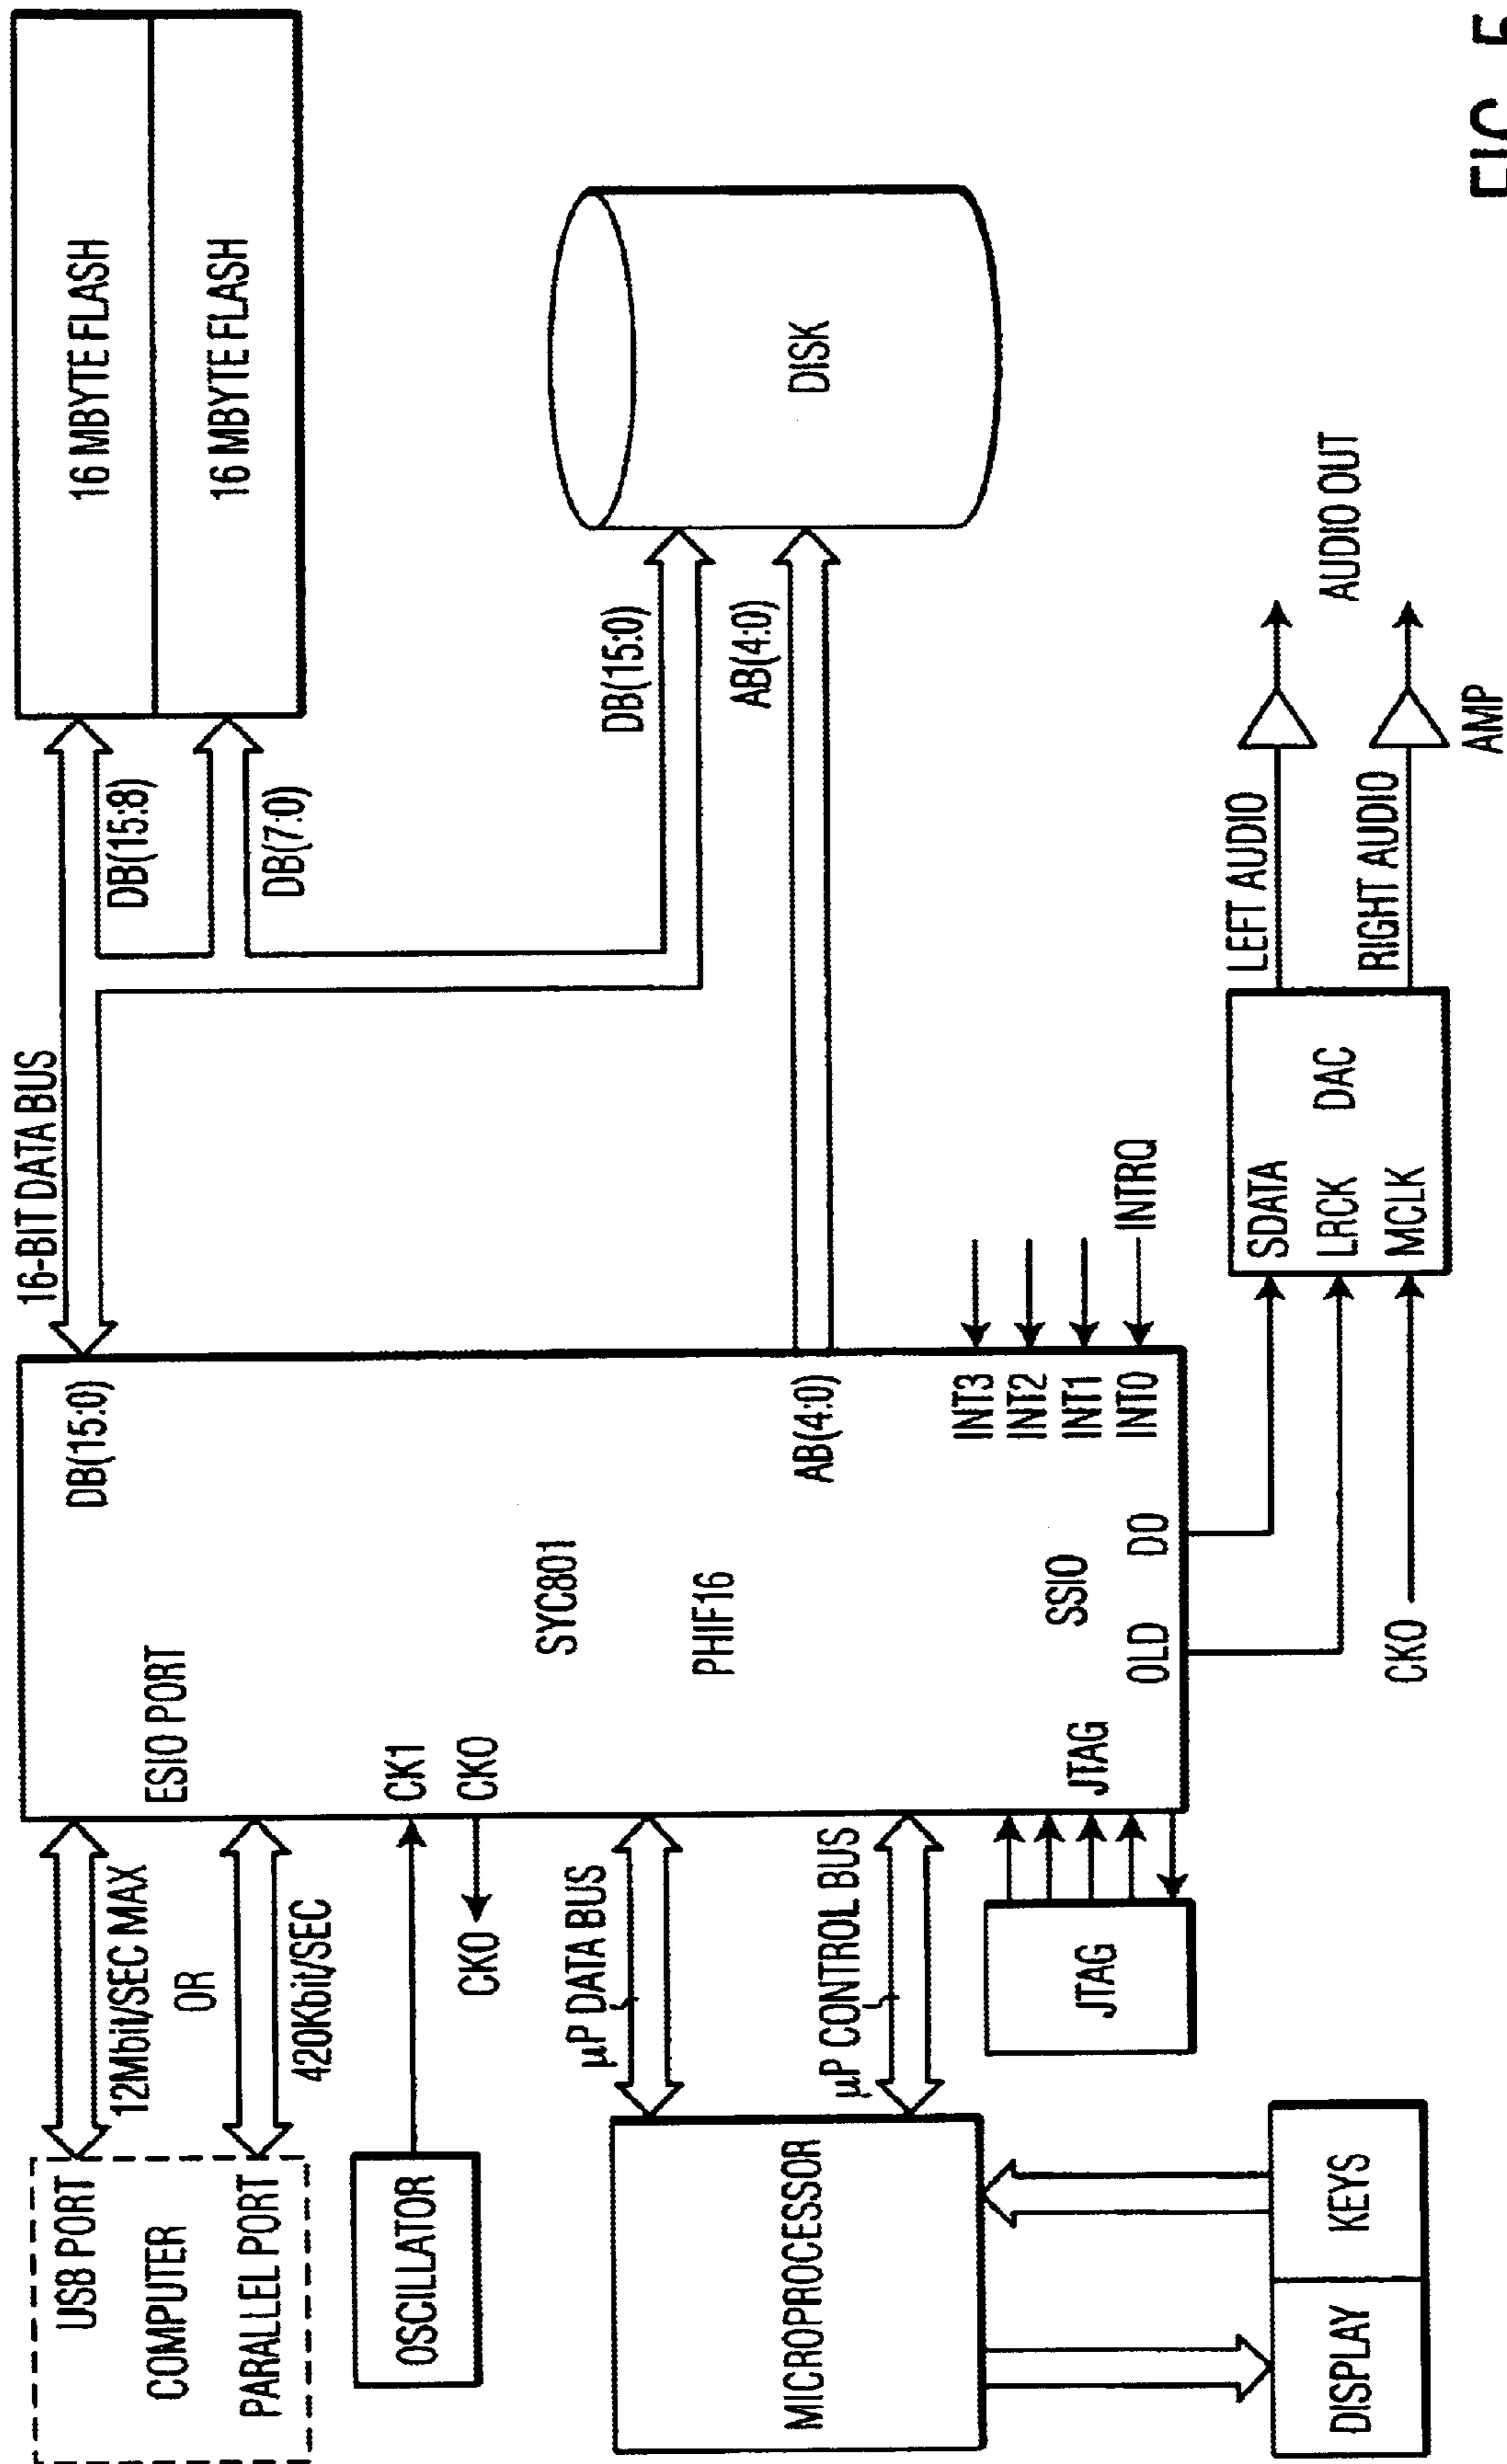 USB PORT
COMPUTER
PARALLEL PORT
12Mbit/SEC MAX
OR
420Kbit/SEC
ESIO PORT
OSCILLATOR
CK1
CKO
CKO
SYC801
PHIF16
DB(15:0)
16-BIT DATA BUS
DB(15:8)
DB(7:0)
16 MBYTE FLASH
16 MBYTE FLASH
DB(15:0)
AB(4:0)
DISK
AB(4:0)
MICROPROCESSOR
µP DATA BUS
µP CONTROL BUS
JTAG
JTAG
DISPLAY
KEYS
SSIO
OLD
DO
INT3
INT2
INT1
INT0
INTRQ
CKO
SDATA
LRCK DAC
MCLK
LEFT AUDIO
RIGHT AUDIO
AMP
AUDIO OUT
FIG. 5